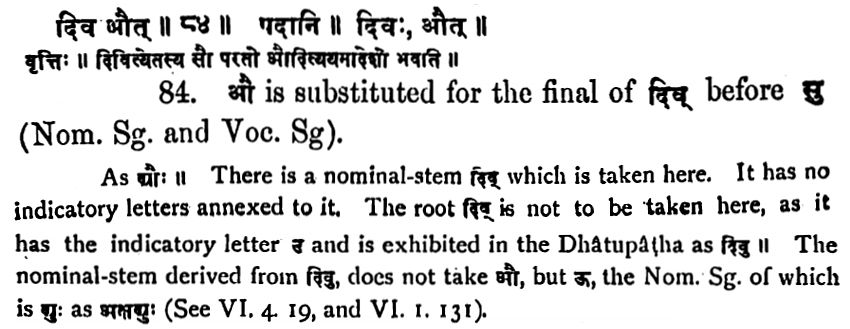 दिव औत् ॥ ८४ ॥ पदानि ॥ दिवः, औत् ॥
वृत्तिः ॥ दिवित्येतस्य सौ परतो औदित्ययमादेशो भवति ॥
84. औ is substituted for the final of दिव् before सु
(Nom. Sg. and Voc. Sg).
As द्यौः ॥ There is a nominal-stem दिव् which is taken here. It has no
indicatory letters annexed to it. The root दिव् is not to be taken here, as it
has the indicatory letter उ and is exhibited in the Dhâtupâṭha as दिवु ॥ The
nominal-stem derived from दिवु, does not take औ, but ऊ, the Nom. Sg. of which
is द्युः as अक्षद्युः (See VI. 4. 19, and VI. 1. 131).